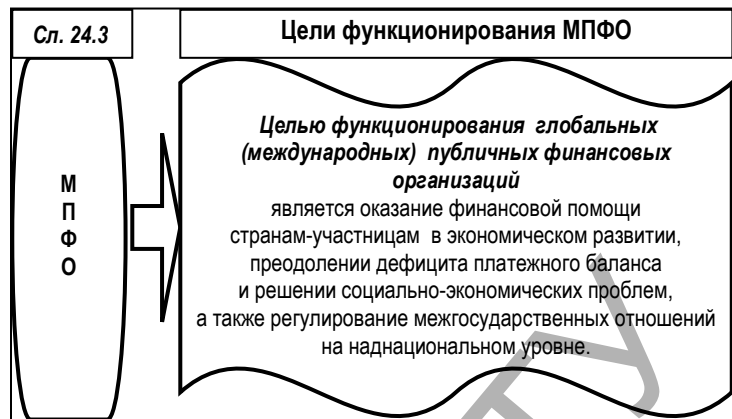 Сл. 24.3
Цели функционирования МПФО
М
П
Ф
О
Целью функционирования глобальных
(международных) публичных финансовых
организаций
является оказание финансовой помощи
странам-участницам в экономическом развитии,
преодолении дефицита платежного баланса
и решении социально-экономических проблем,
а также регулирование межгосударственных отношений
на наднациональном уровне.